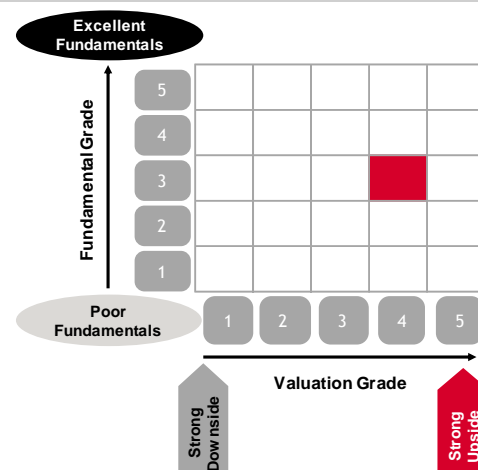 Excellent
Fundamentals
Fundamental Grade
5
4
3
2
1
Poor
Fundamentals
1
2
3
4
5
Valuation Grade
Strong
Downside
Strong
Upside